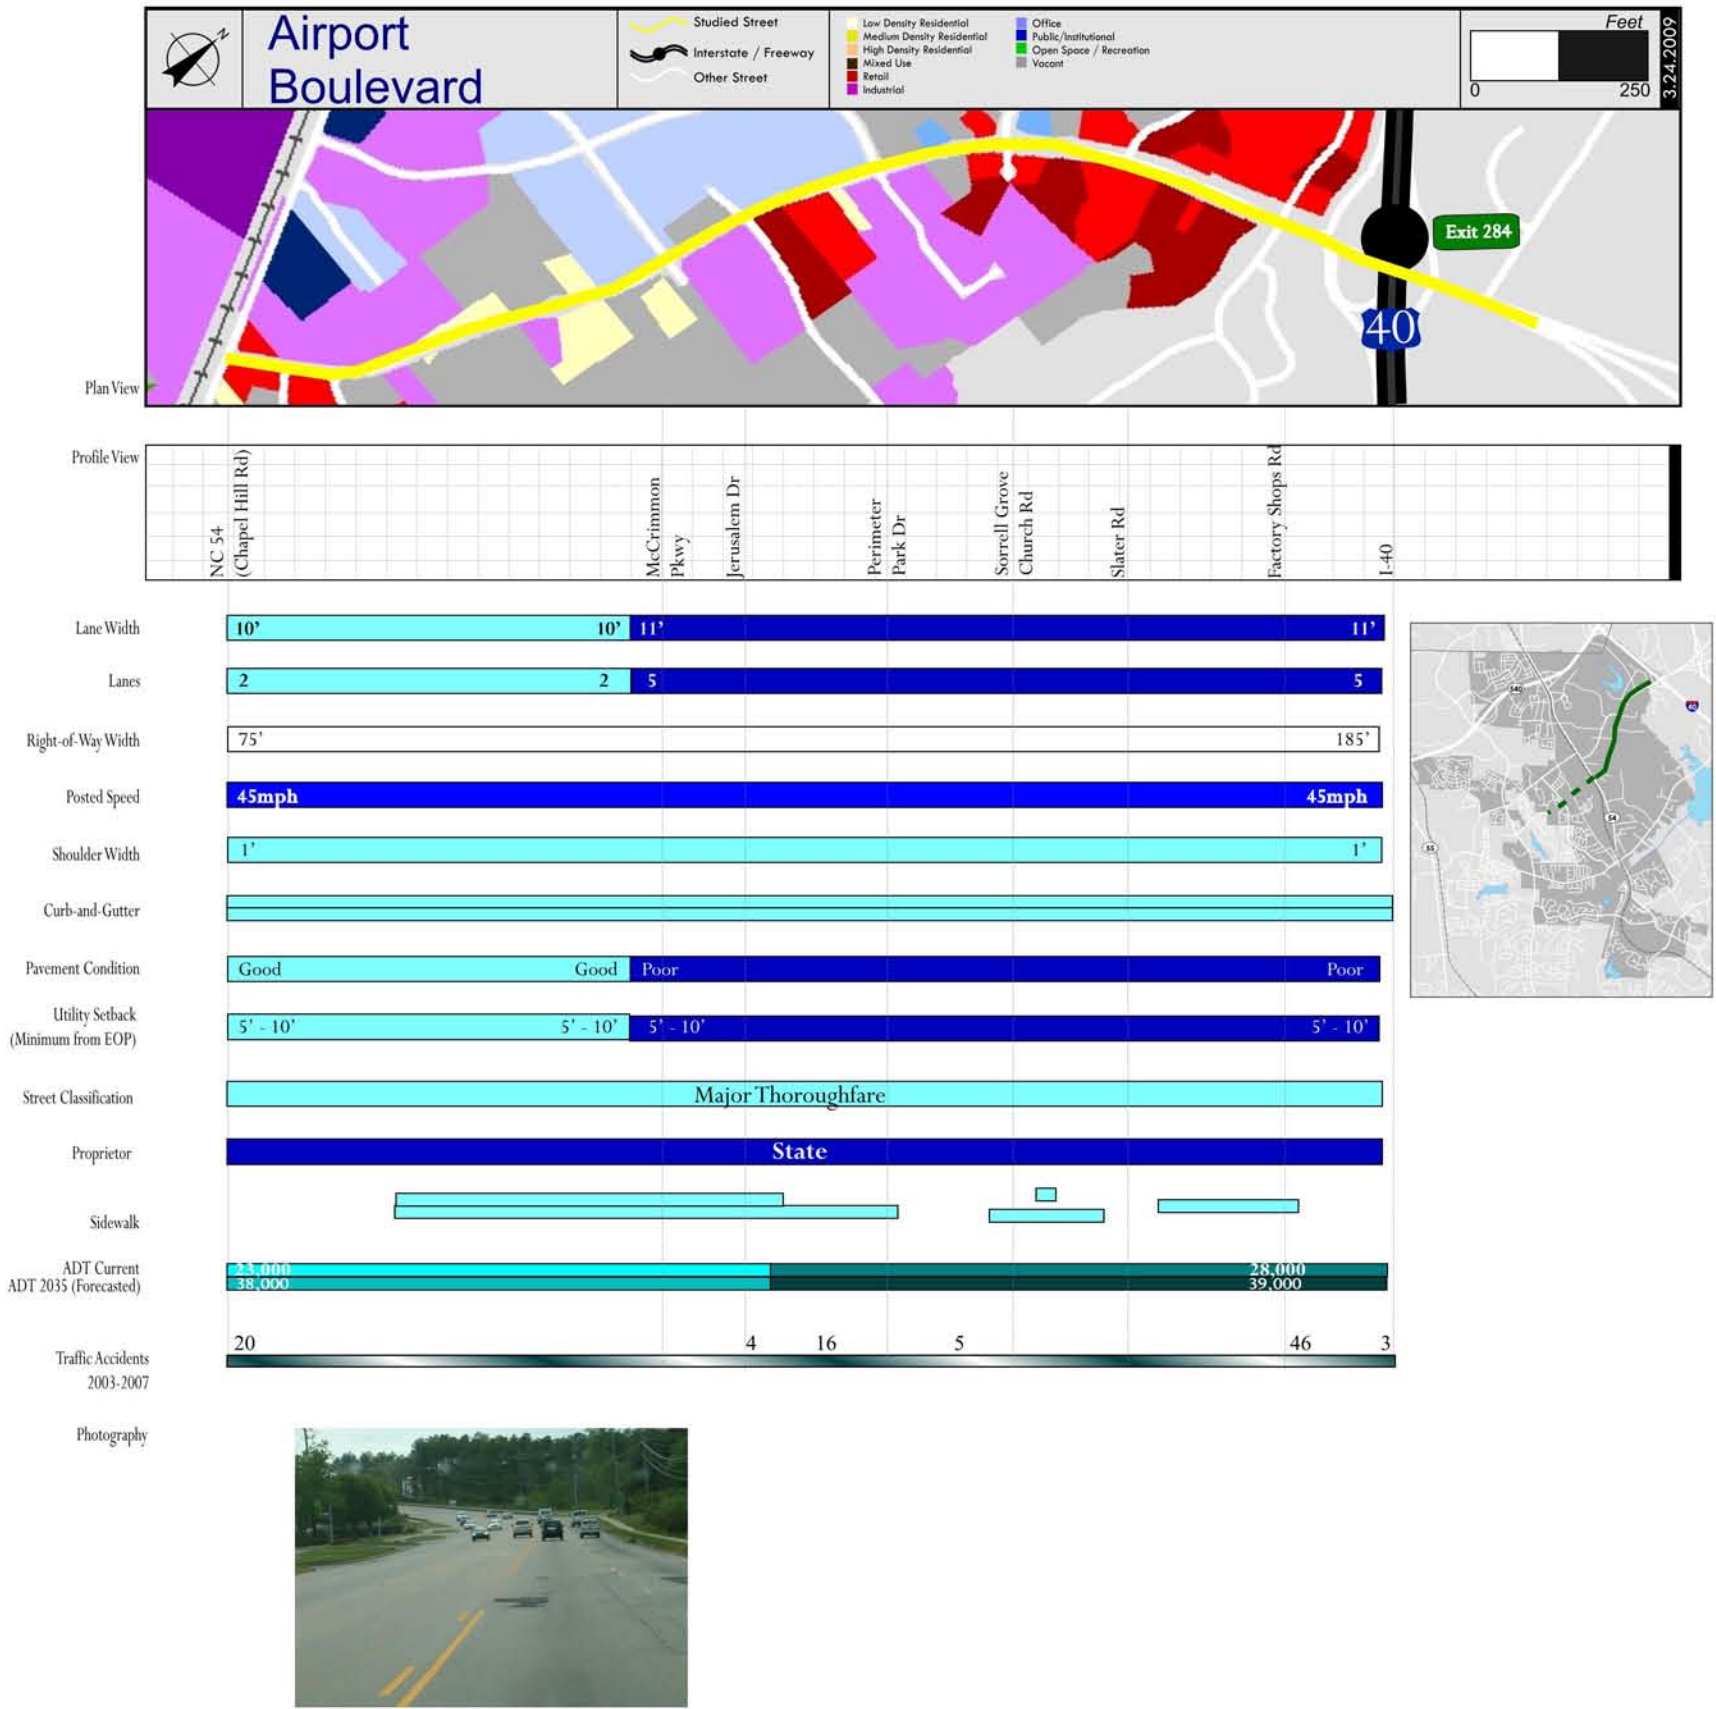 Airport
Boulevard
N
Studied Street
Interstate / Freeway
Other Street
Low Density Residential
Medium Density Residential
High Density Residential
Mixed Use
Retail
Industrial
Office
Public/Institutional
Open Space / Recreation
Vacant
Feet
0 250
3.24.2009
Exit 284
40
Plan View
Profile View
NC 54
(Chapel Hill Rd)
McCrimmon
Pkwy
Jerusalem Dr
Perimeter
Park Dr
Sorrell Grove
Church Rd
Slater Rd
Factory Shops Rd
I-40
Lane Width 10’ 10’ 11’ 11’
Lanes 2 2 5 5
Right-of-Way Width 75’ 185’
Posted Speed 45mph 45mph
Shoulder Width 1’ 1’
Curb-and-Gutter
Pavement Condition Good Good Poor Poor
Utility Setback
(Minimum from EOP) 5’ - 10’ 5’ - 10’ 5’ - 10’ 5’ - 10’
Street Classification Major Thoroughfare
Proprietor State
Sidewalk
ADT Current 23,000 28,000
ADT 2035 (Forecasted) 38,000 39,000
20 4 16 5 46 3
Traffic Accidents
2003-2007
Photography
540
40
54
55